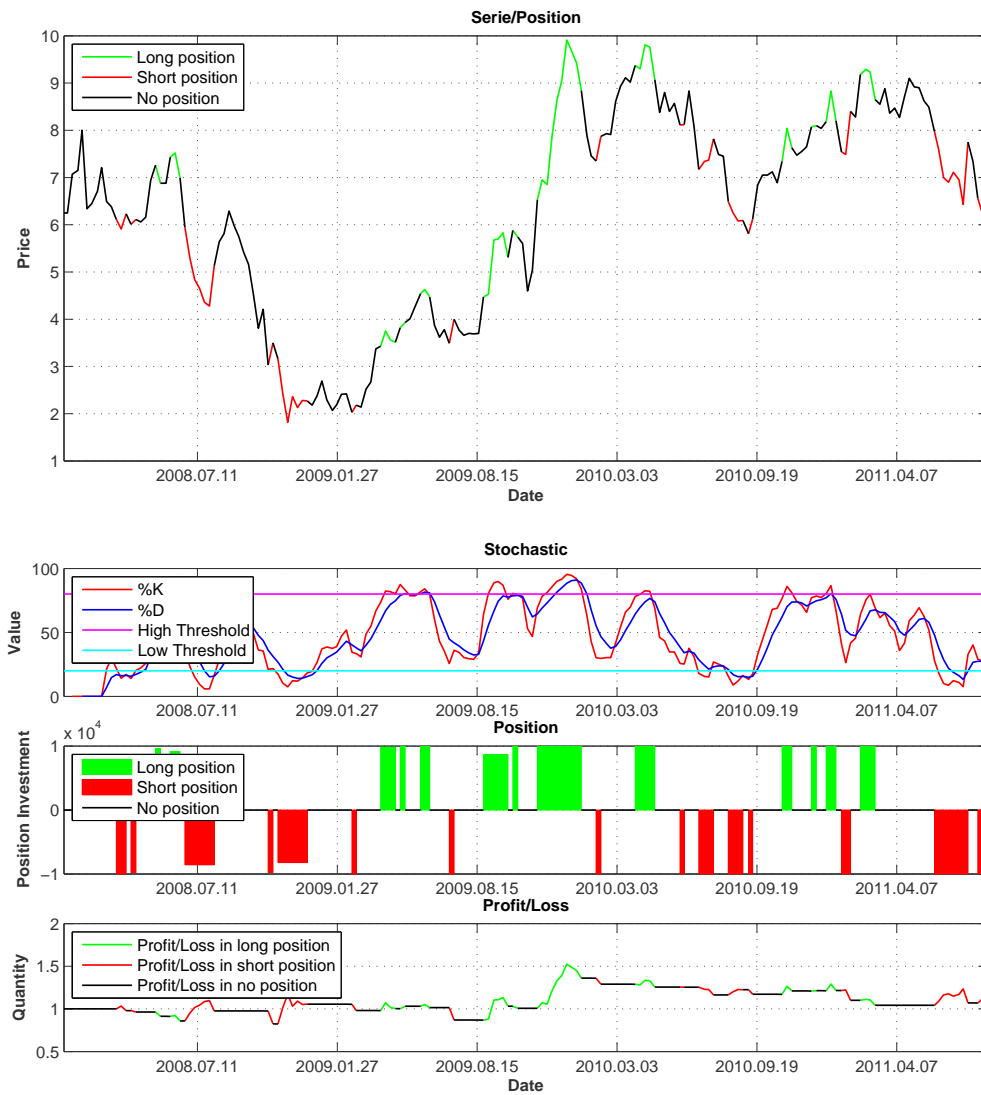 Serie/Position
10
9
8
7
6
5
4
3
2
1
Price
Long position
Short position
No position
2008.07.11 2009.01.27 2009.08.15 2010.03.03 2010.09.19 2011.04.07
Date
Stochastic
100
50
0
Value
%K
%D
High Threshold
Low Threshold
2008.07.11 2009.01.27 2009.08.15 2010.03.03 2010.09.19 2011.04.07
Position
x 10^4
1
0
−1
Position Investment
Long position
Short position
No position
2008.07.11 2009.01.27 2009.08.15 2010.03.03 2010.09.19 2011.04.07
Profit/Loss
2
1.5
1
0.5
Quantity
Profit/Loss in long position
Profit/Loss in short position
Profit/Loss in no position
2008.07.11 2009.01.27 2009.08.15 2010.03.03 2010.09.19 2011.04.07
Date